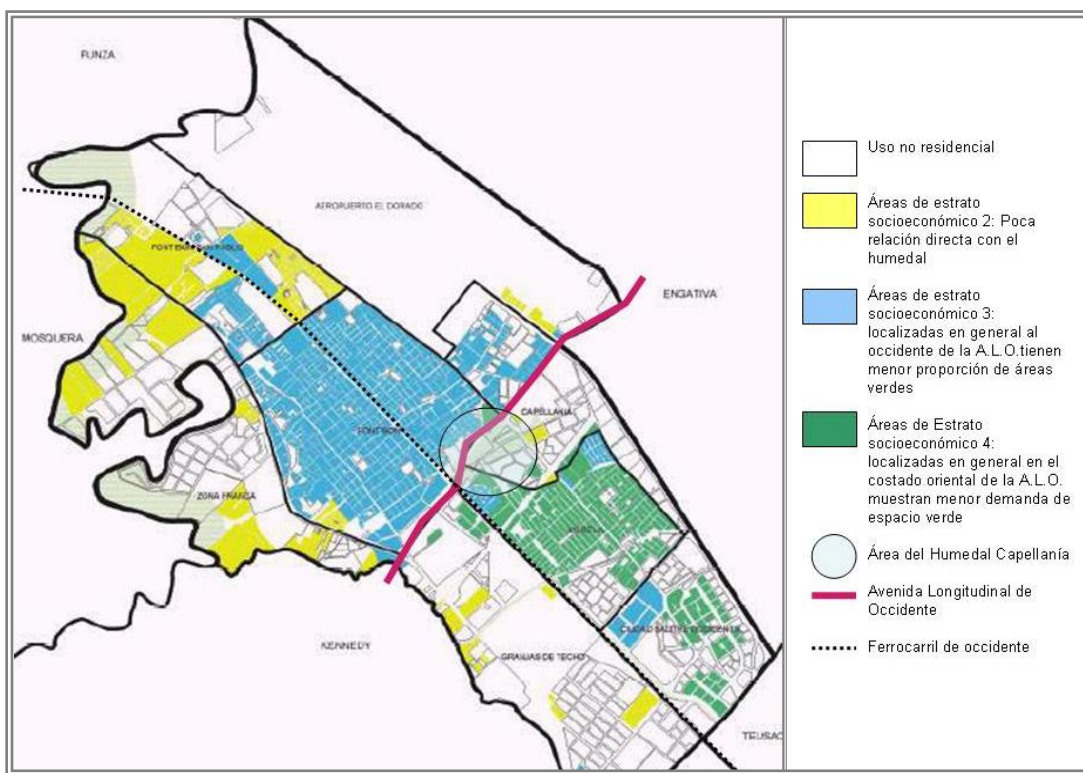 FUNZA
AEROPUERTO EL DORADO
ENGATIVA
MOSQUERA
CAPELLANIA
FONTIBON
ZONA FRANCA
MODELIA
KENNEDY
CIUDAD SALITRE OCCIDENTAL
GRANJAS DE TECHO
TEUSAC
Uso no residencial
Áreas de estrato
socioeconómico 2: Poca
relación directa con el
humedal
Áreas de estrato
socioeconómico 3:
localizadas en general al
occidente de la A.L.O.tienen
menor proporción de áreas
verdes
Áreas de Estrato
socioeconómico 4:
localizadas en general en el
costado oriental de la A.L.O.
muestran menor demanda de
espacio verde
Área del Humedal Capellanía
Avenida Longitudinal de
Occidente
Ferrocarril de occidente